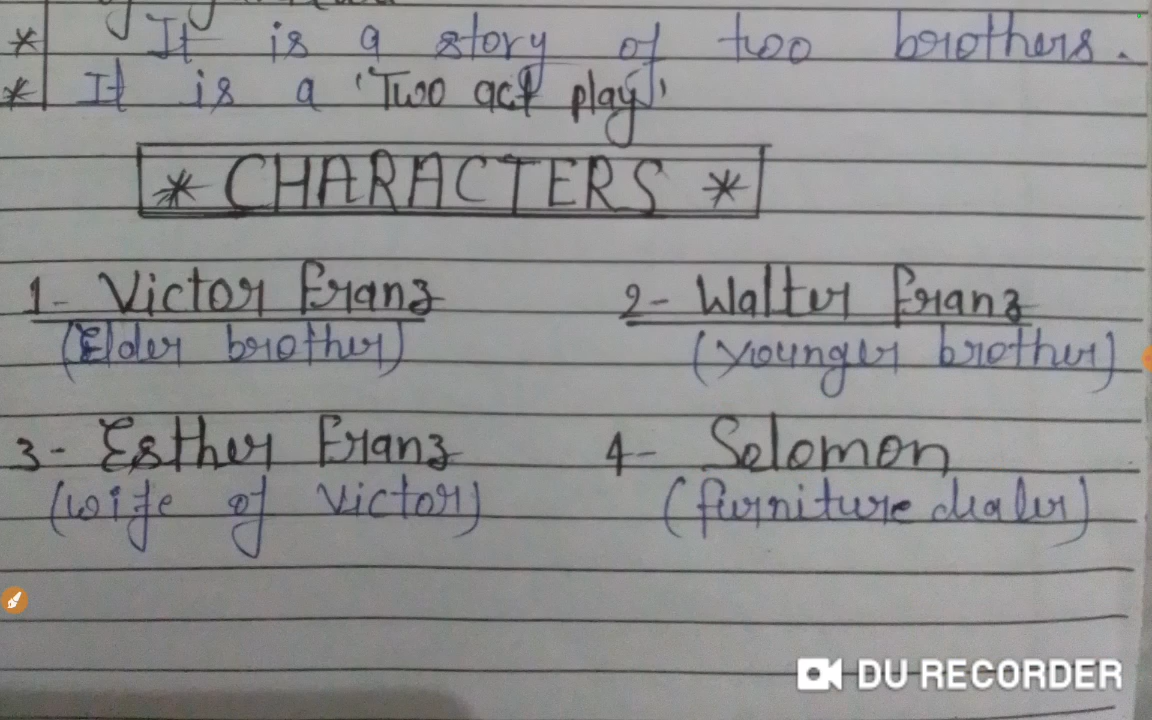 * It is a story of two brothers.
* It is a 'Two act play'
* CHARACTERS *
1- Victor Franz
(Elder brother)
2- Walter Franz
(younger brother)
3- Esther Franz
(wife of Victor)
4- Solomon
(furniture dealer)
DU RECORDER